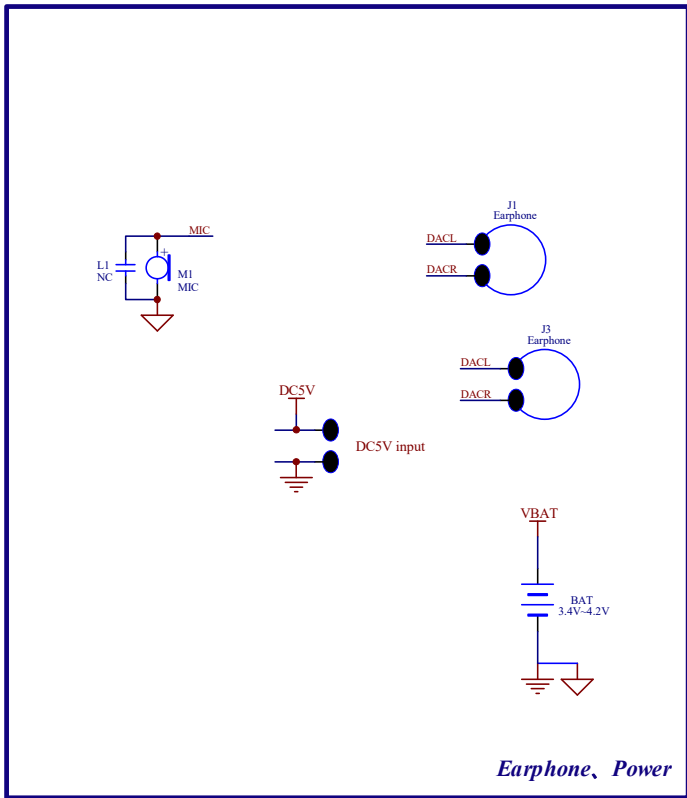 J1
Earphone
DACL
DACR
MIC
+
L1
NC
M1
MIC
J3
Earphone
DACL
DACR
DC5V
DC5V input
VBAT
BAT
3.4V~4.2V
Earphone、Power